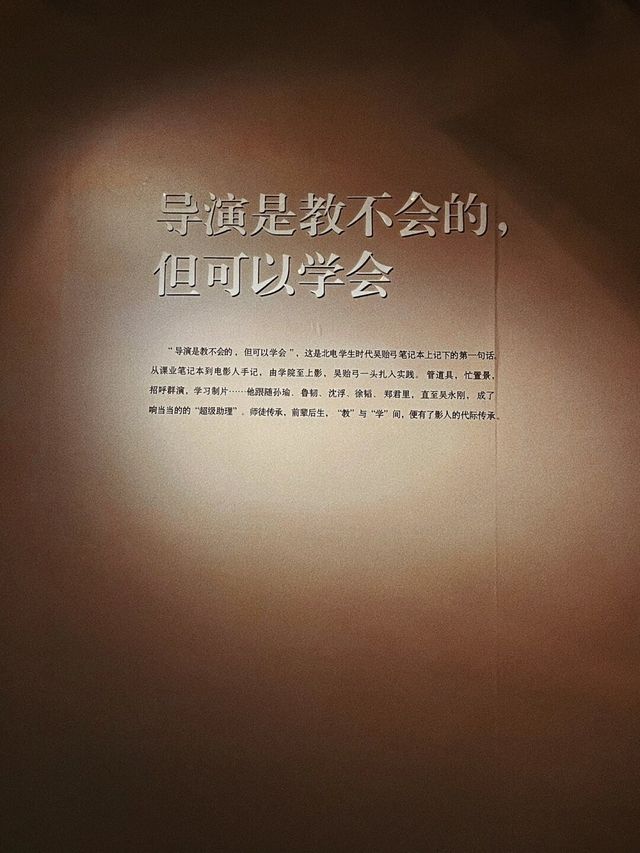 导演是教不会的，
但可以学会
“导演是教不会的，但可以学会”，这是北电学生时代吴贻弓笔记本上记下的第一句话。
从课业笔记本到电影人手记，由学院至上影，吴贻弓一头扎入实践。管道具，忙置景，
招呼群演，学习制片……他跟随孙瑜、鲁韧、沈浮、徐韬、郑君里，直至吴永刚，成了
响当当的的“超级助理”。师徒传承，前辈后生，“教”与“学”间，便有了影人的代际传承。